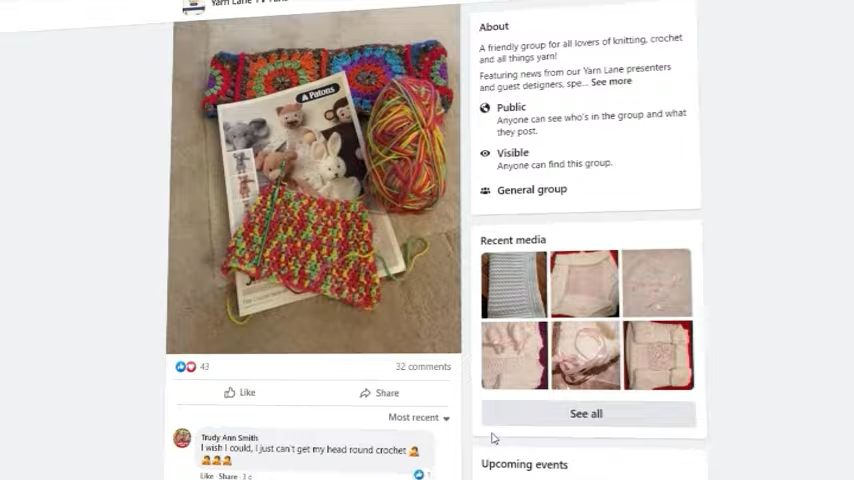 Yarn Lane TV
Patons
43
32 comments
Like
Share
Most recent
Trudy Ann Smith
I wish I could, i just can't get my head round crochet
Like · Share · 3 d
1
About
A friendly group for all lovers of knitting, crochet
and all things yarn!
Featuring news from our Yarn Lane presenters
and guest designers, spe... See more
Public
Anyone can see who's in the group and what
they post.
Visible
Anyone can find this group.
General group
Recent media
See all
Upcoming events